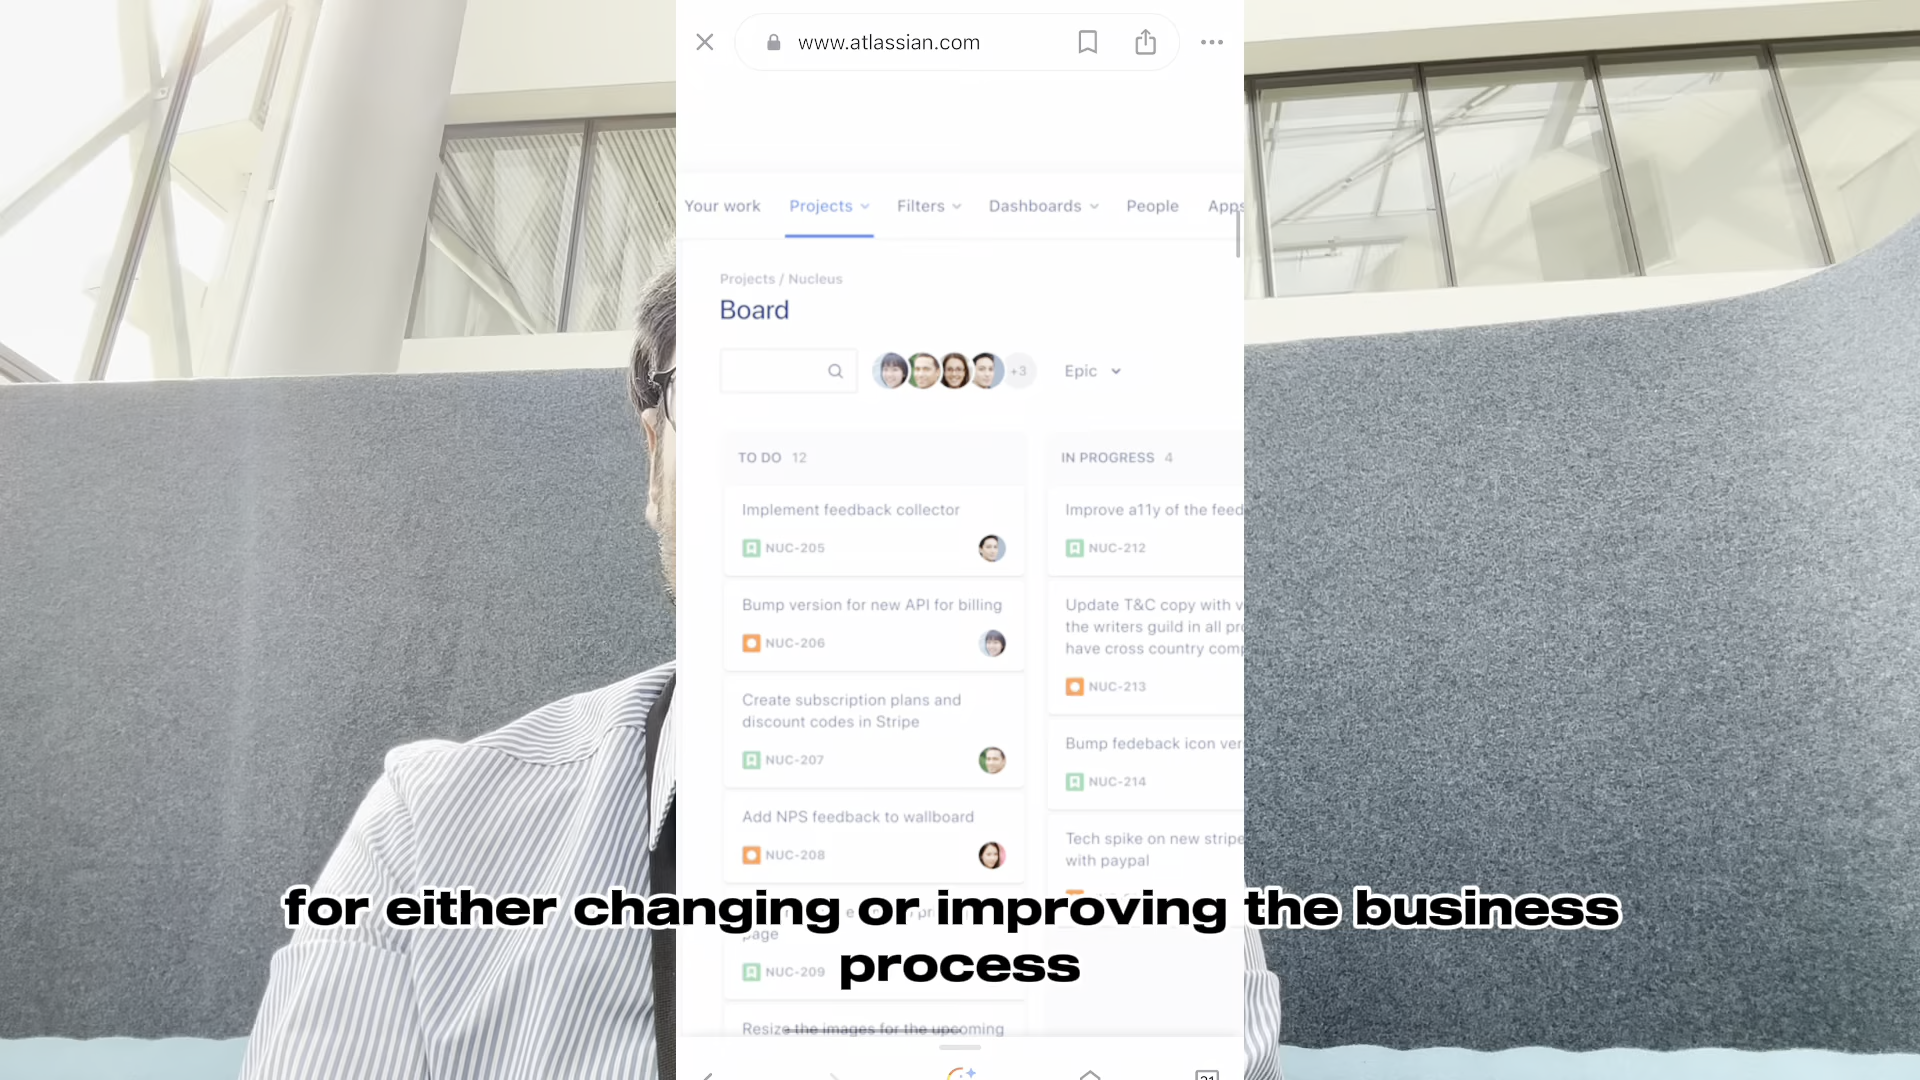 www.atlassian.com
Your work Projects Filters Dashboards People Apps
Projects / Nucleus
Board
+3 Epic
TO DO 12
Implement feedback collector
NUC-205
Bump version for new API for billing
NUC-206
Create subscription plans and
discount codes in Stripe
NUC-207
Add NPS feedback to wallboard
NUC-208
page
NUC-209
Resize the images for the upcoming
IN PROGRESS 4
Improve a11y of the feed
NUC-212
Update T&C copy with v
the writers guild in all pr
have cross country com
NUC-213
Bump fedeback icon ver
NUC-214
Tech spike on new stripe
with paypal
for either changing or improving the business
process
21